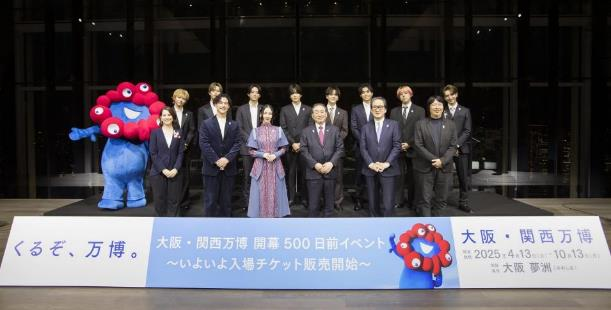 くるぞ、万博。
大阪・関西万博 開幕500日前イベント
～いよいよ入場チケット販売開始～
大阪・関西万博
2025年4月13日(日)▶10月13日(月)
大阪 夢洲